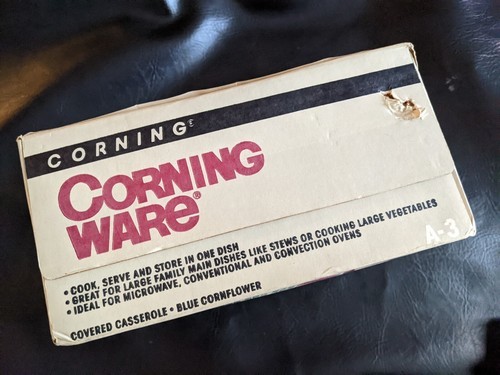 CORNING
CORNING
WARE®
• COOK, SERVE AND STORE IN ONE DISH
• GREAT FOR LARGE FAMILY MAIN DISHES LIKE STEWS OR COOKING LARGE VEGETABLES
• IDEAL FOR MICROWAVE, CONVENTIONAL AND CONVECTION OVENS
A-3
COVERED CASSEROLE • BLUE CORNFLOWER